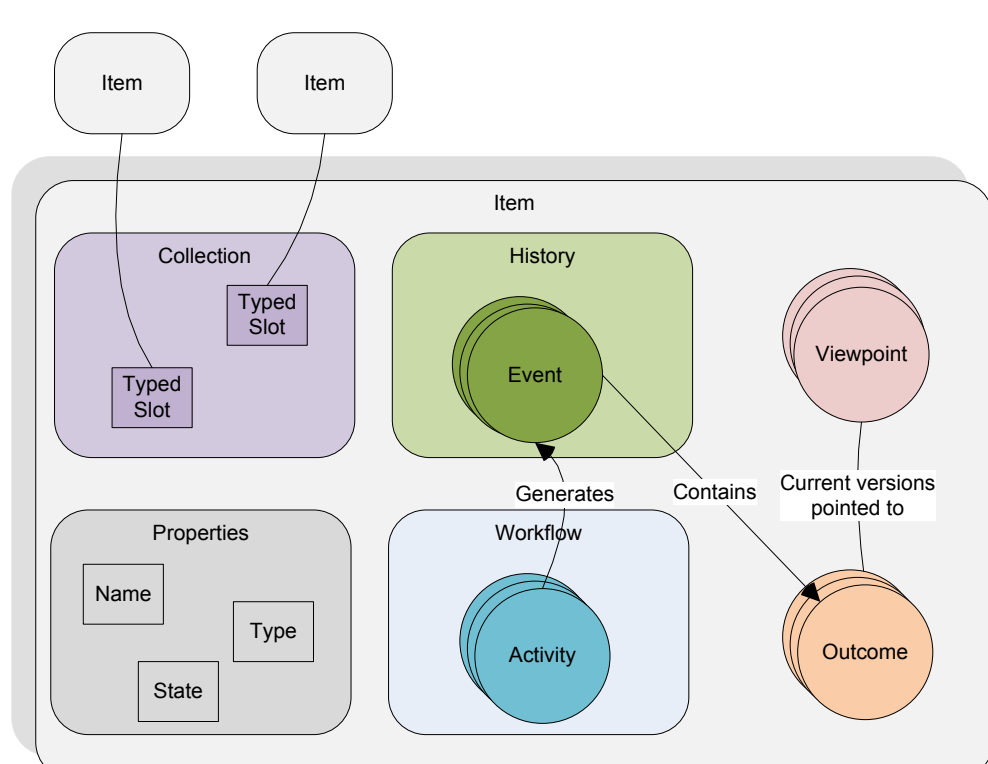 Item
Item
Item
Collection
Typed
Slot
Typed
Slot
History
Event
Viewpoint
Generates
Contains
Current versions
pointed to
Properties
Name
Type
State
Workflow
Activity
Outcome